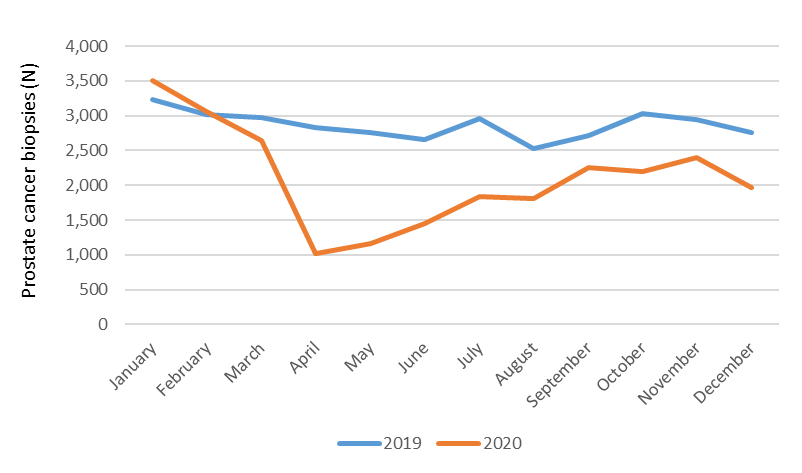 Prostate cancer biopsies (N)
4,000
3,500
3,000
2,500
2,000
1,500
1,000
500
0
January
February
March
April
May
June
July
August
September
October
November
December
2019 2020